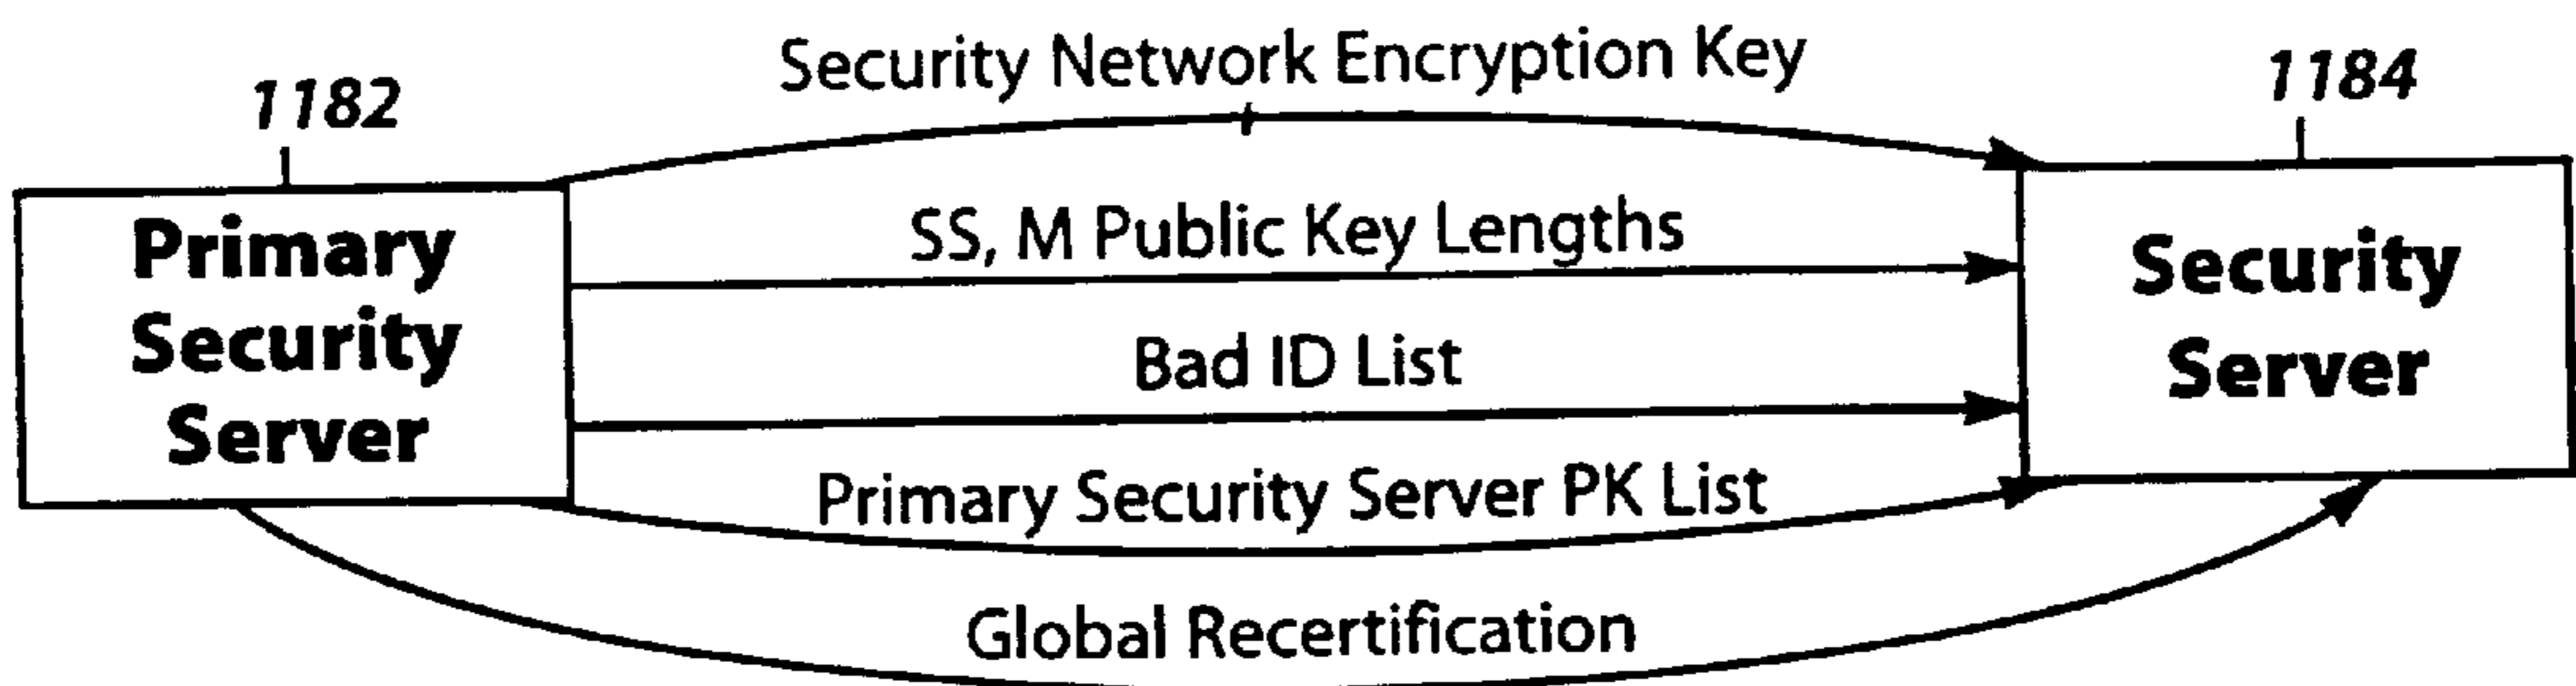 Security Network Encryption Key
1182
1184
SS, M Public Key Lengths
Primary
Security
Server
Security
Server
Bad ID List
Primary Security Server PK List
Global Recertification